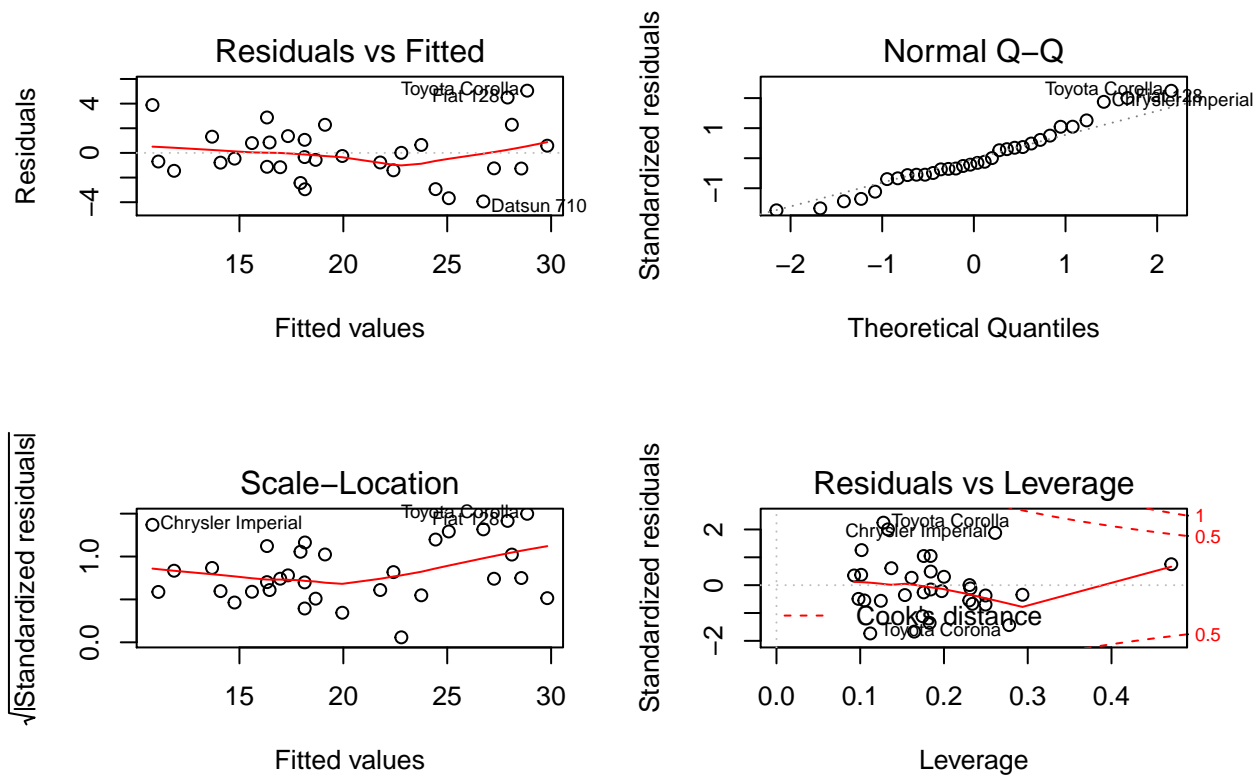 Residuals vs Fitted
Residuals
4
0
−4
Toyota Corolla
Fiat 128
Datsun 710
15
20
25
30
Fitted values
Normal Q−Q
Standardized residuals
1
−1
Toyota Corolla
Fiat 128
Chrysler Imperial
−2
−1
0
1
2
Theoretical Quantiles
Scale−Location
√|Standardized residuals|
1.0
0.0
Chrysler Imperial
Toyota Corolla
Fiat 128
15
20
25
30
Fitted values
Residuals vs Leverage
Standardized residuals
2
0
−2
Toyota Corolla
Chrysler Imperial
Cook's distance
Toyota Corona
1
0.5
0.5
0.0
0.1
0.2
0.3
0.4
Leverage